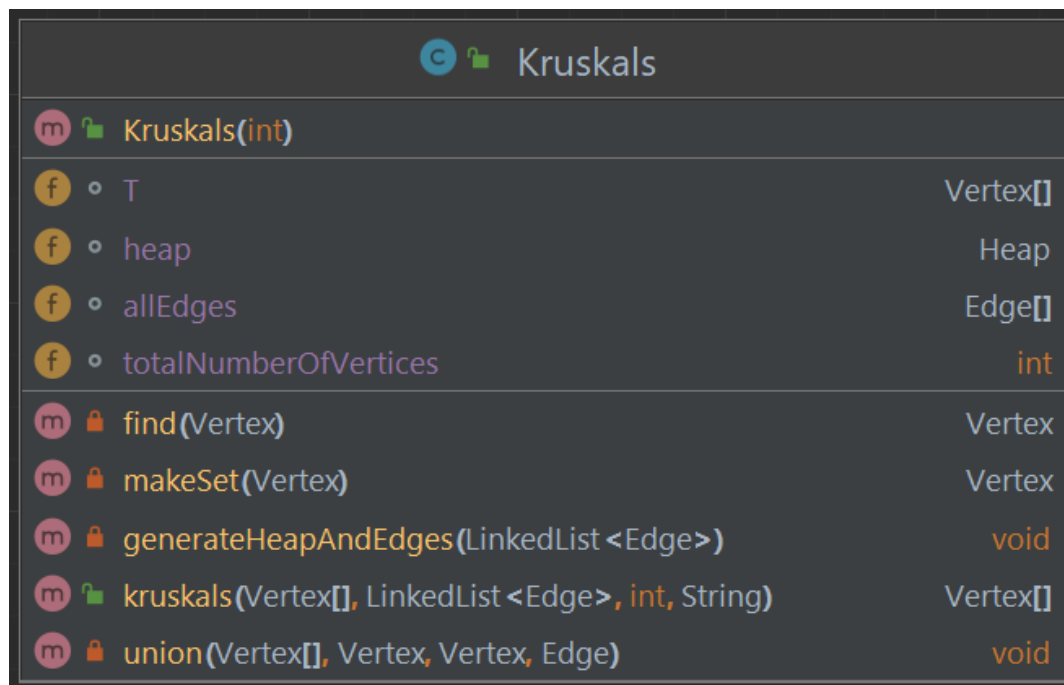 C Kruskals
m Kruskals(int)
f T Vertex[]
f heap Heap
f allEdges Edge[]
f totalNumberOfVertices int
m find(Vertex) Vertex
m makeSet(Vertex) Vertex
m generateHeapAndEdges(LinkedList<Edge>) void
m kruskals(Vertex[], LinkedList<Edge>, int, String) Vertex[]
m union(Vertex[], Vertex, Vertex, Edge) void